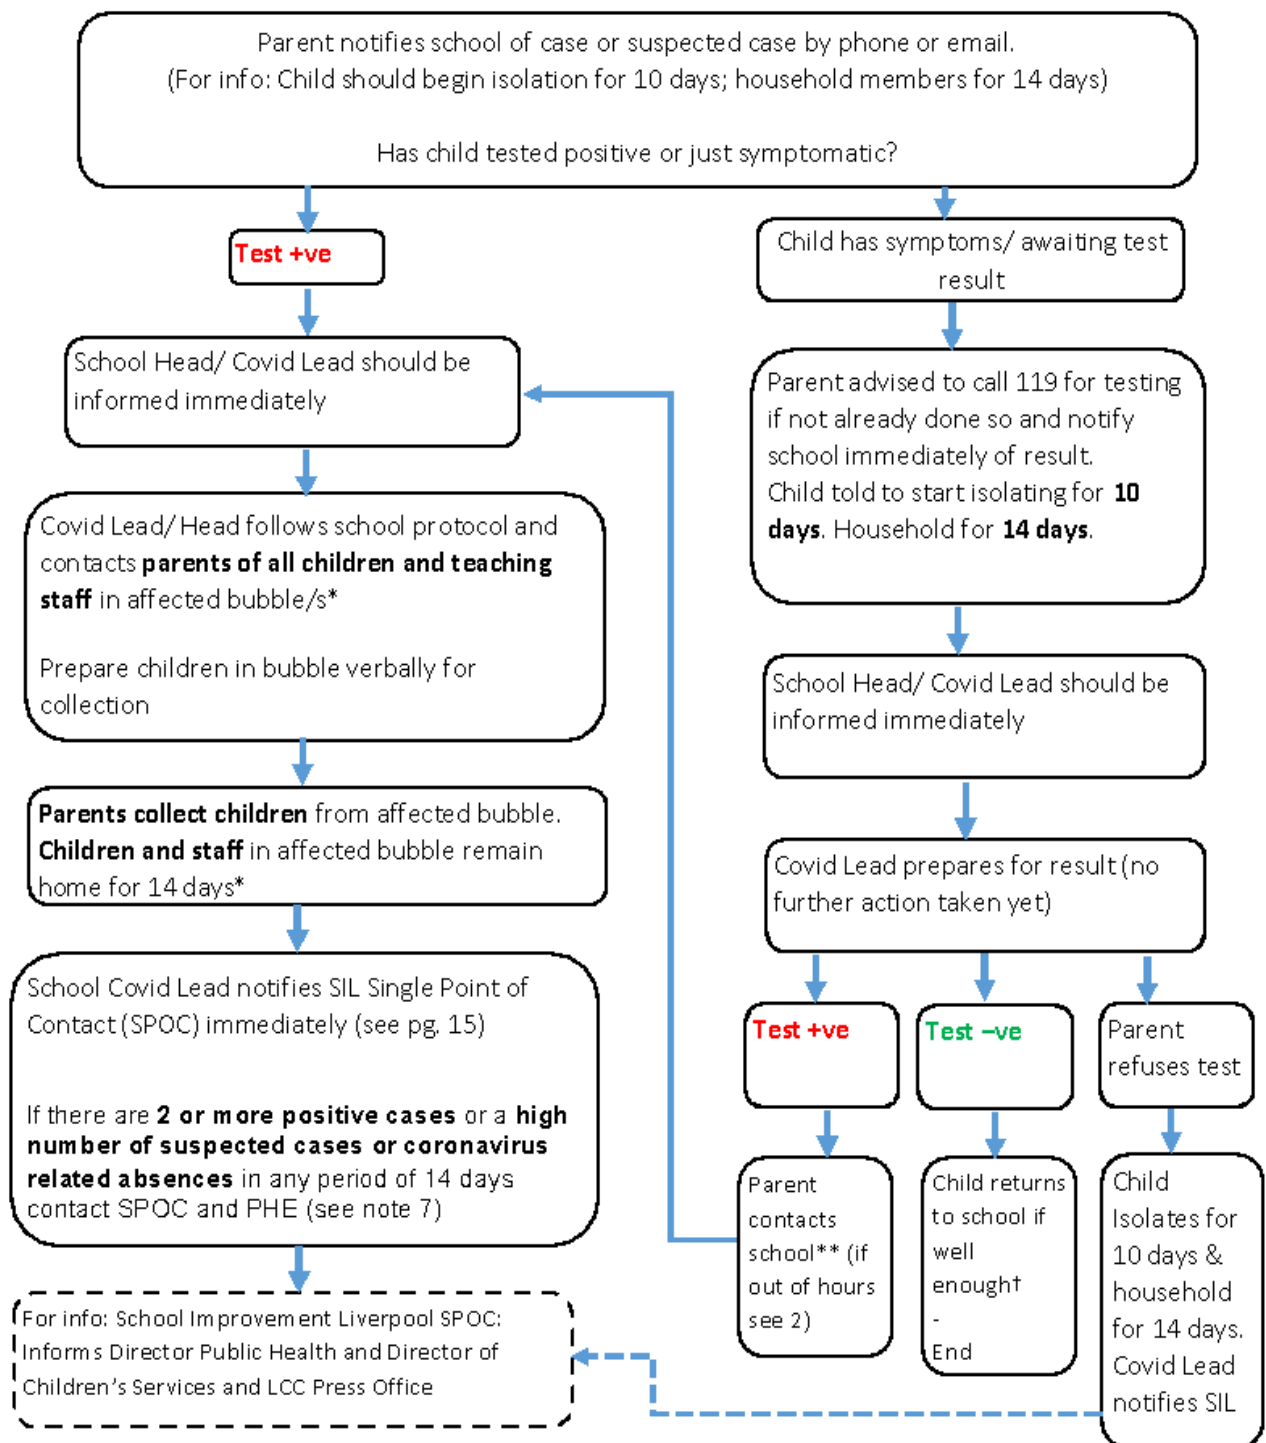 Parent notifies school of case or suspected case by phone or email.
(For info: Child should begin isolation for 10 days; household members for 14 days)
Has child tested positive or just symptomatic?
Test +ve
School Head/ Covid Lead should be
informed immediately
Covid Lead/ Head follows school protocol and
contacts parents of all children and teaching
staff in affected bubble/s*
Prepare children in bubble verbally for
collection
Parents collect children from affected bubble.
Children and staff in affected bubble remain
home for 14 days*
School Covid Lead notifies SIL Single Point of
Contact (SPOC) immediately (see pg. 15)
If there are 2 or more positive cases or a high
number of suspected cases or coronavirus
related absences in any period of 14 days
contact SPOC and PHE (see note 7)
For info: School Improvement Liverpool SPOC:
Informs Director Public Health and Director of
Children's Services and LCC Press Office
Child has symptoms/ awaiting test
result
Parent advised to call 119 for testing
if not already done so and notify
school immediately of result.
Child told to start isolating for 10
days. Household for 14 days.
School Head/ Covid Lead should be
informed immediately
Covid Lead prepares for result (no
further action taken yet)
Test +ve
Parent
contacts
school** (if
out of hours
see 2)
Test –ve
Child returns
to school if
well
enough†
-
End
Parent
refuses test
Child
Isolates for
10 days &
household
for 14 days.
Covid Lead
notifies SIL